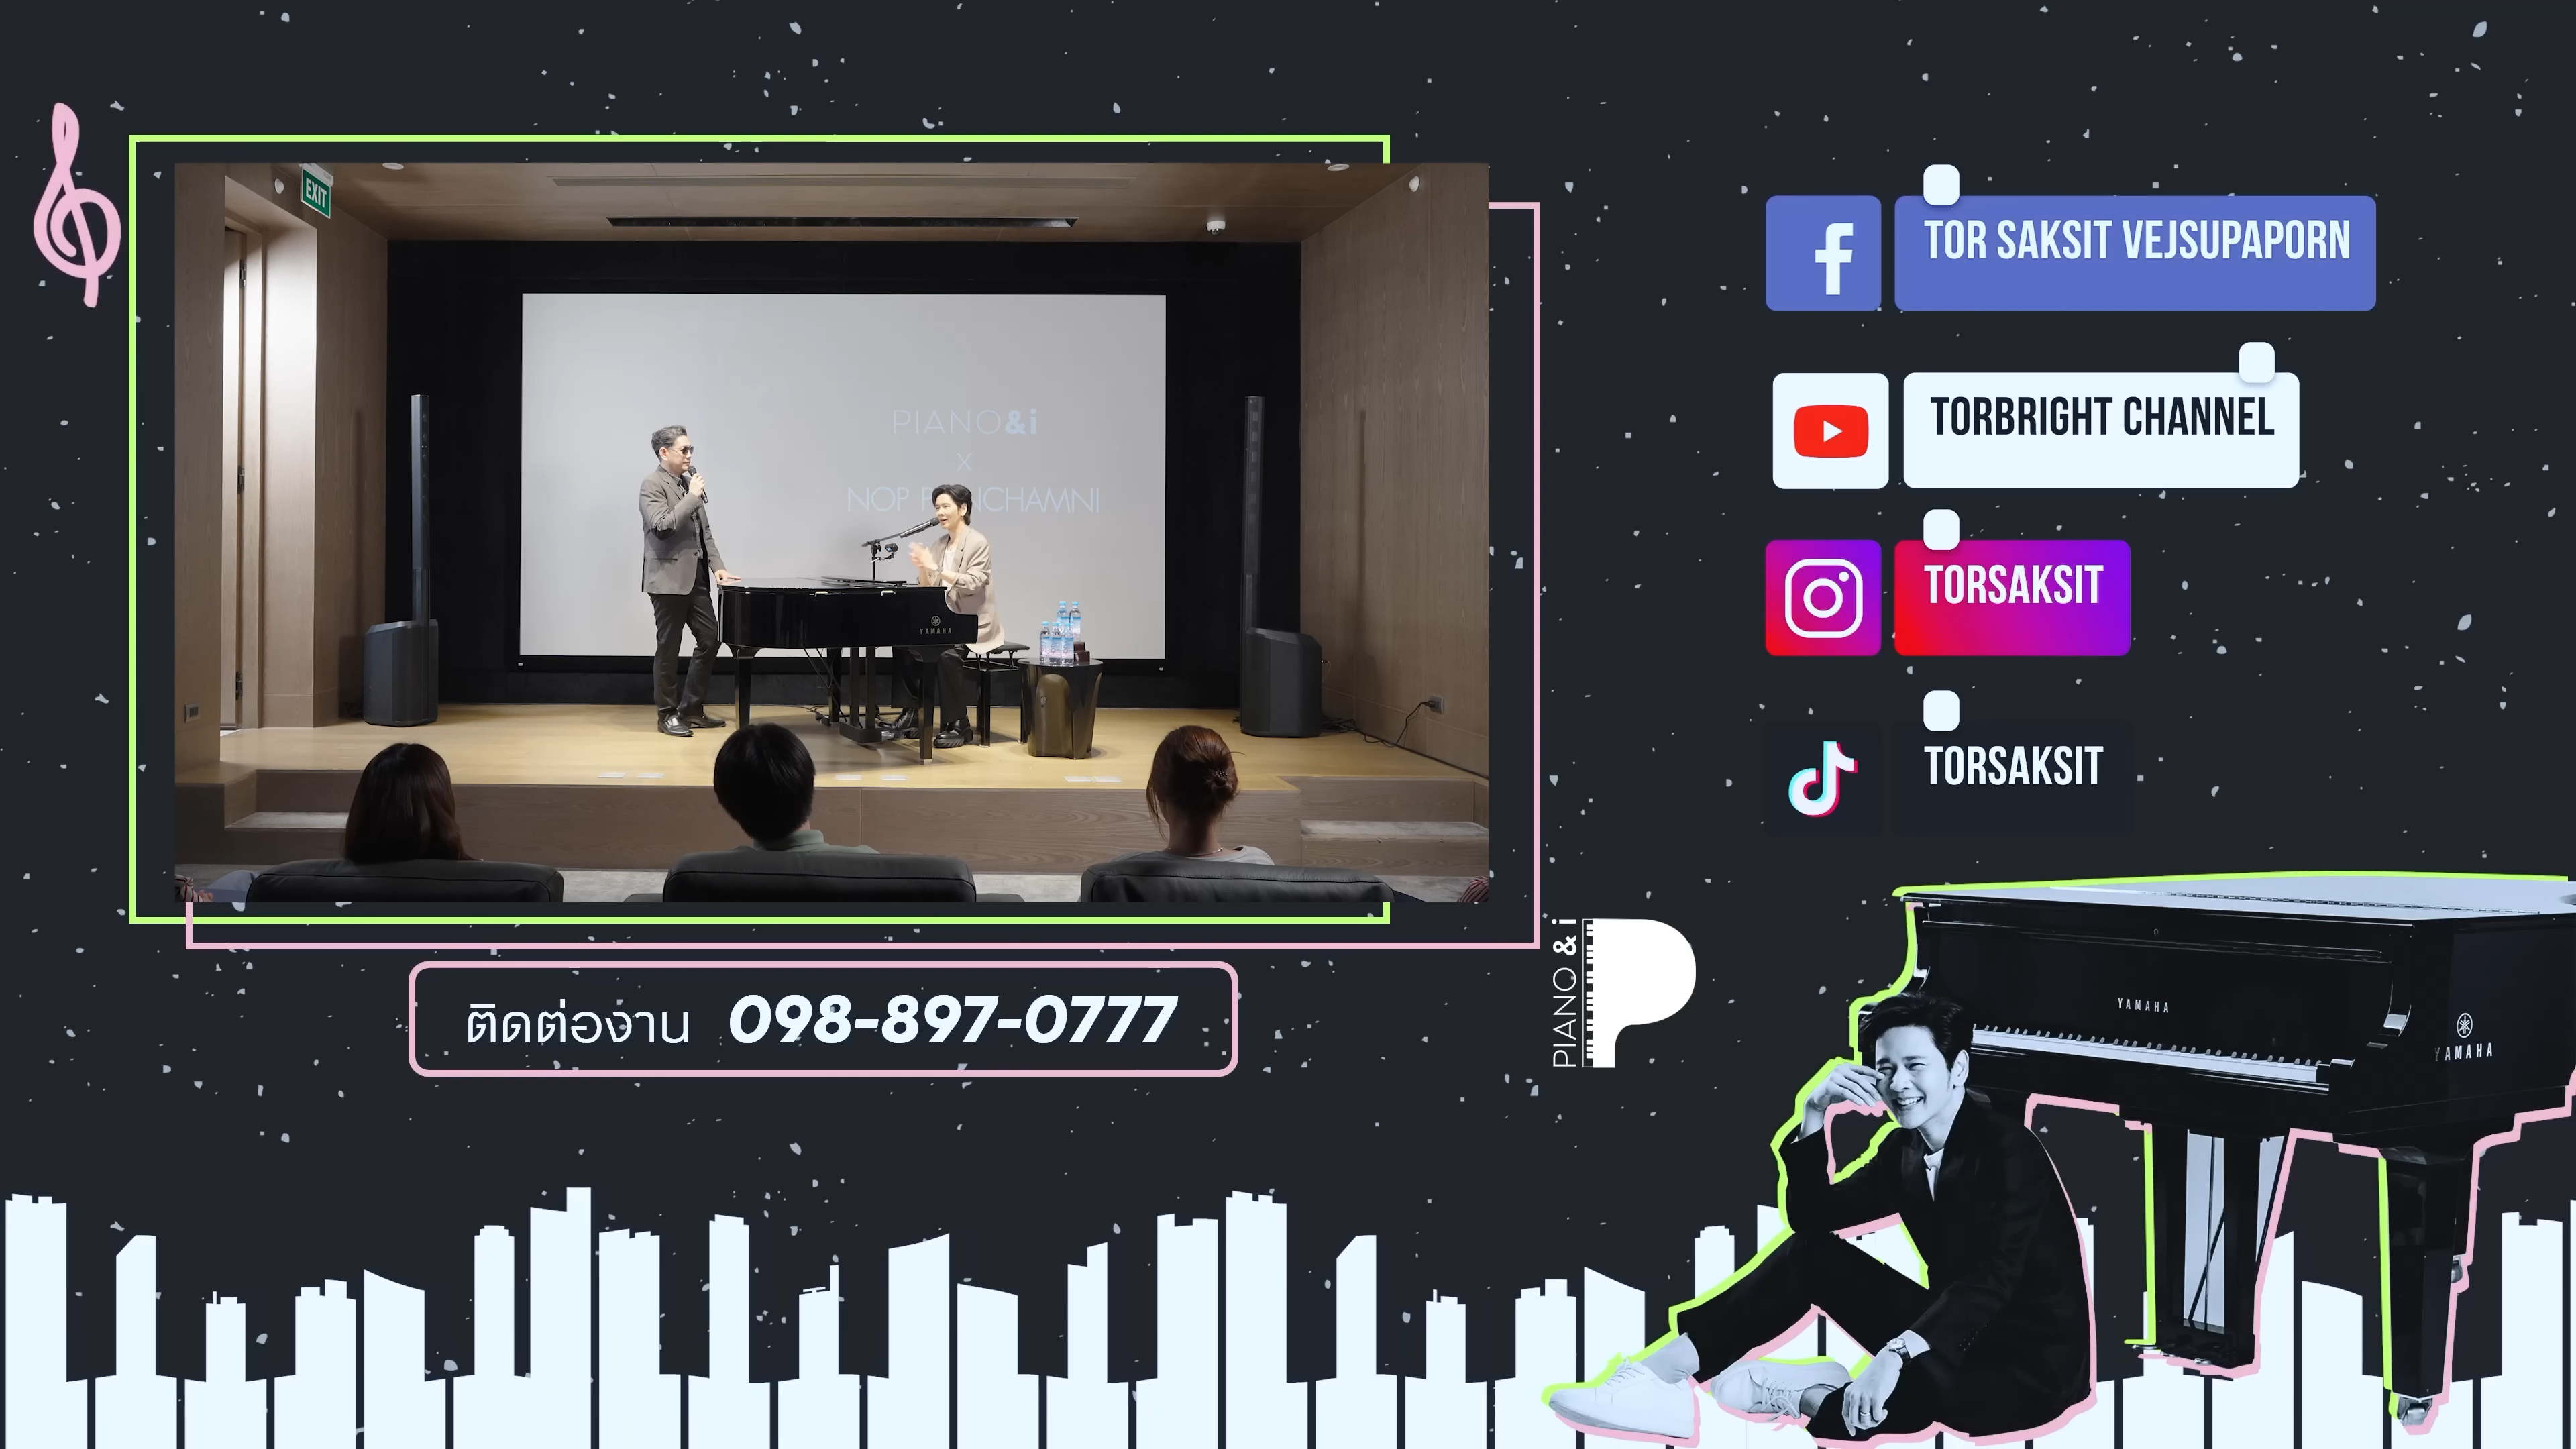 EXIT
PIANO&i
X
NOP
YAMAHA
ติดต่องาน 098-897-0777
PIANO & i
TOR SAKSIT VEJSUPAPORN
TORBRIGHT CHANNEL
TORSAKSIT
TORSAKSIT
YAMAHA
YAMAHA